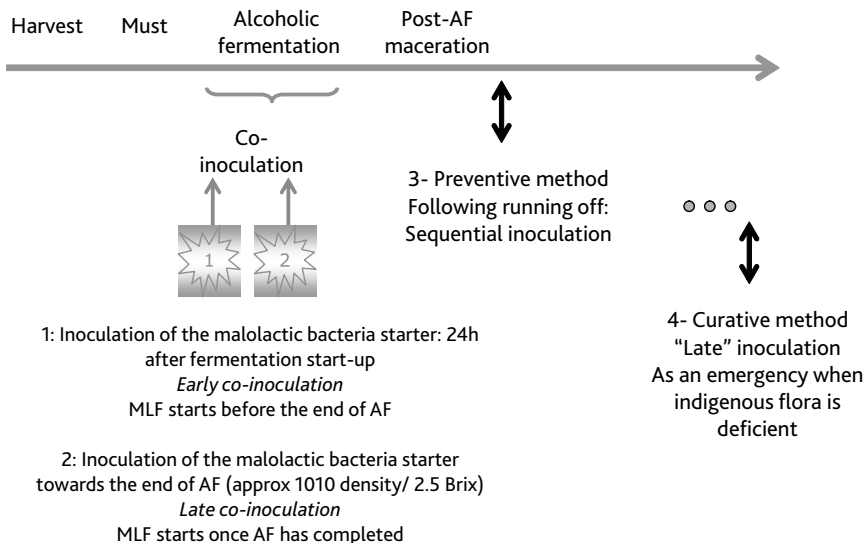 Harvest
Must
Alcoholic
fermentation
Post-AF
maceration
Co-
inoculation
1
2
3- Preventive method
Following running off:
Sequential inoculation
4- Curative method
“Late” inoculation
As an emergency when
indigenous flora is
deficient
1: Inoculation of the malolactic bacteria starter: 24h
after fermentation start-up
Early co-inoculation
MLF starts before the end of AF
2: Inoculation of the malolactic bacteria starter
towards the end of AF (approx 1010 density/ 2.5 Brix)
Late co-inoculation
MLF starts once AF has completed